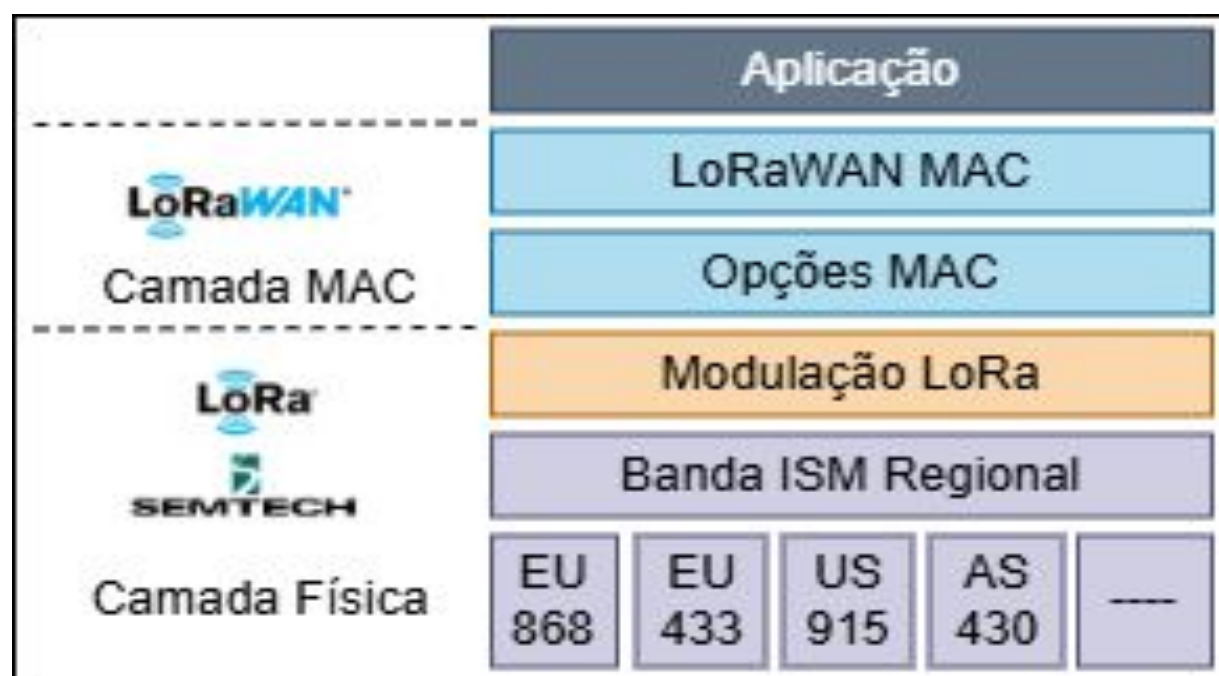 Aplicação
LoRaWAN
Camada MAC
LoRaWAN MAC
Opções MAC
LoRa
SEMTECH
Camada Física
Modulação LoRa
Banda ISM Regional
EU
868
EU
433
US
915
AS
430
----